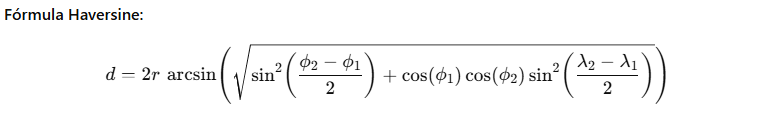 Fórmula Haversine:
d = 2r arcsin(√(sin²((ϕ₂ − ϕ₁)/2) + cos(ϕ₁) cos(ϕ₂) sin²((λ₂ − λ₁)/2)))